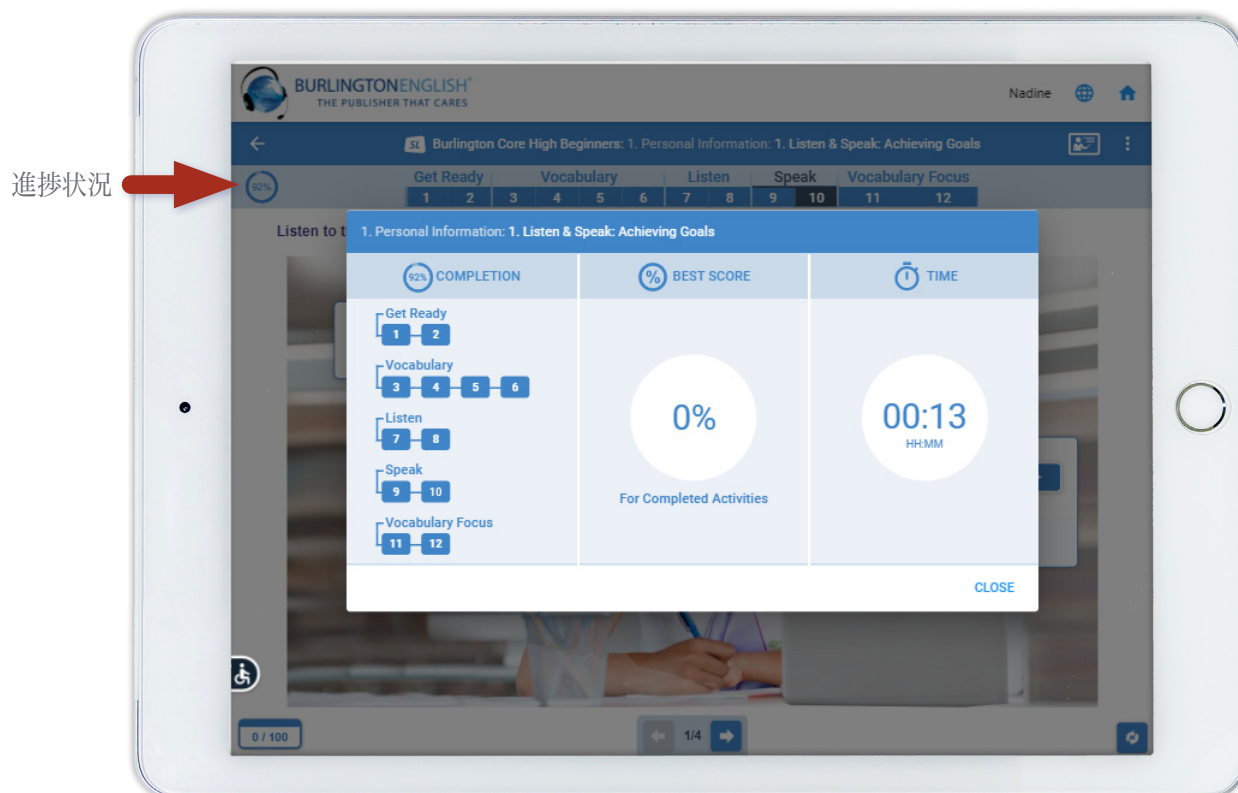 BURLINGTONENGLISH®
THE PUBLISHER THAT CARES
Nadine
SL Burlington Core High Beginners: 1. Personal Information: 1. Listen & Speak: Achieving Goals
進捗状況
92%
Get Ready Vocabulary Listen Speak Vocabulary Focus
1 2 3 4 5 6 7 8 9 10 11 12
Listen to t
1. Personal Information: 1. Listen & Speak: Achieving Goals
92% COMPLETION
% BEST SCORE
TIME
Get Ready
1 2
Vocabulary
3 4 5 6
Listen
7 8
Speak
9 10
Vocabulary Focus
11 12
0%
For Completed Activities
00:13
HH:MM
CLOSE
0 / 100
1/4